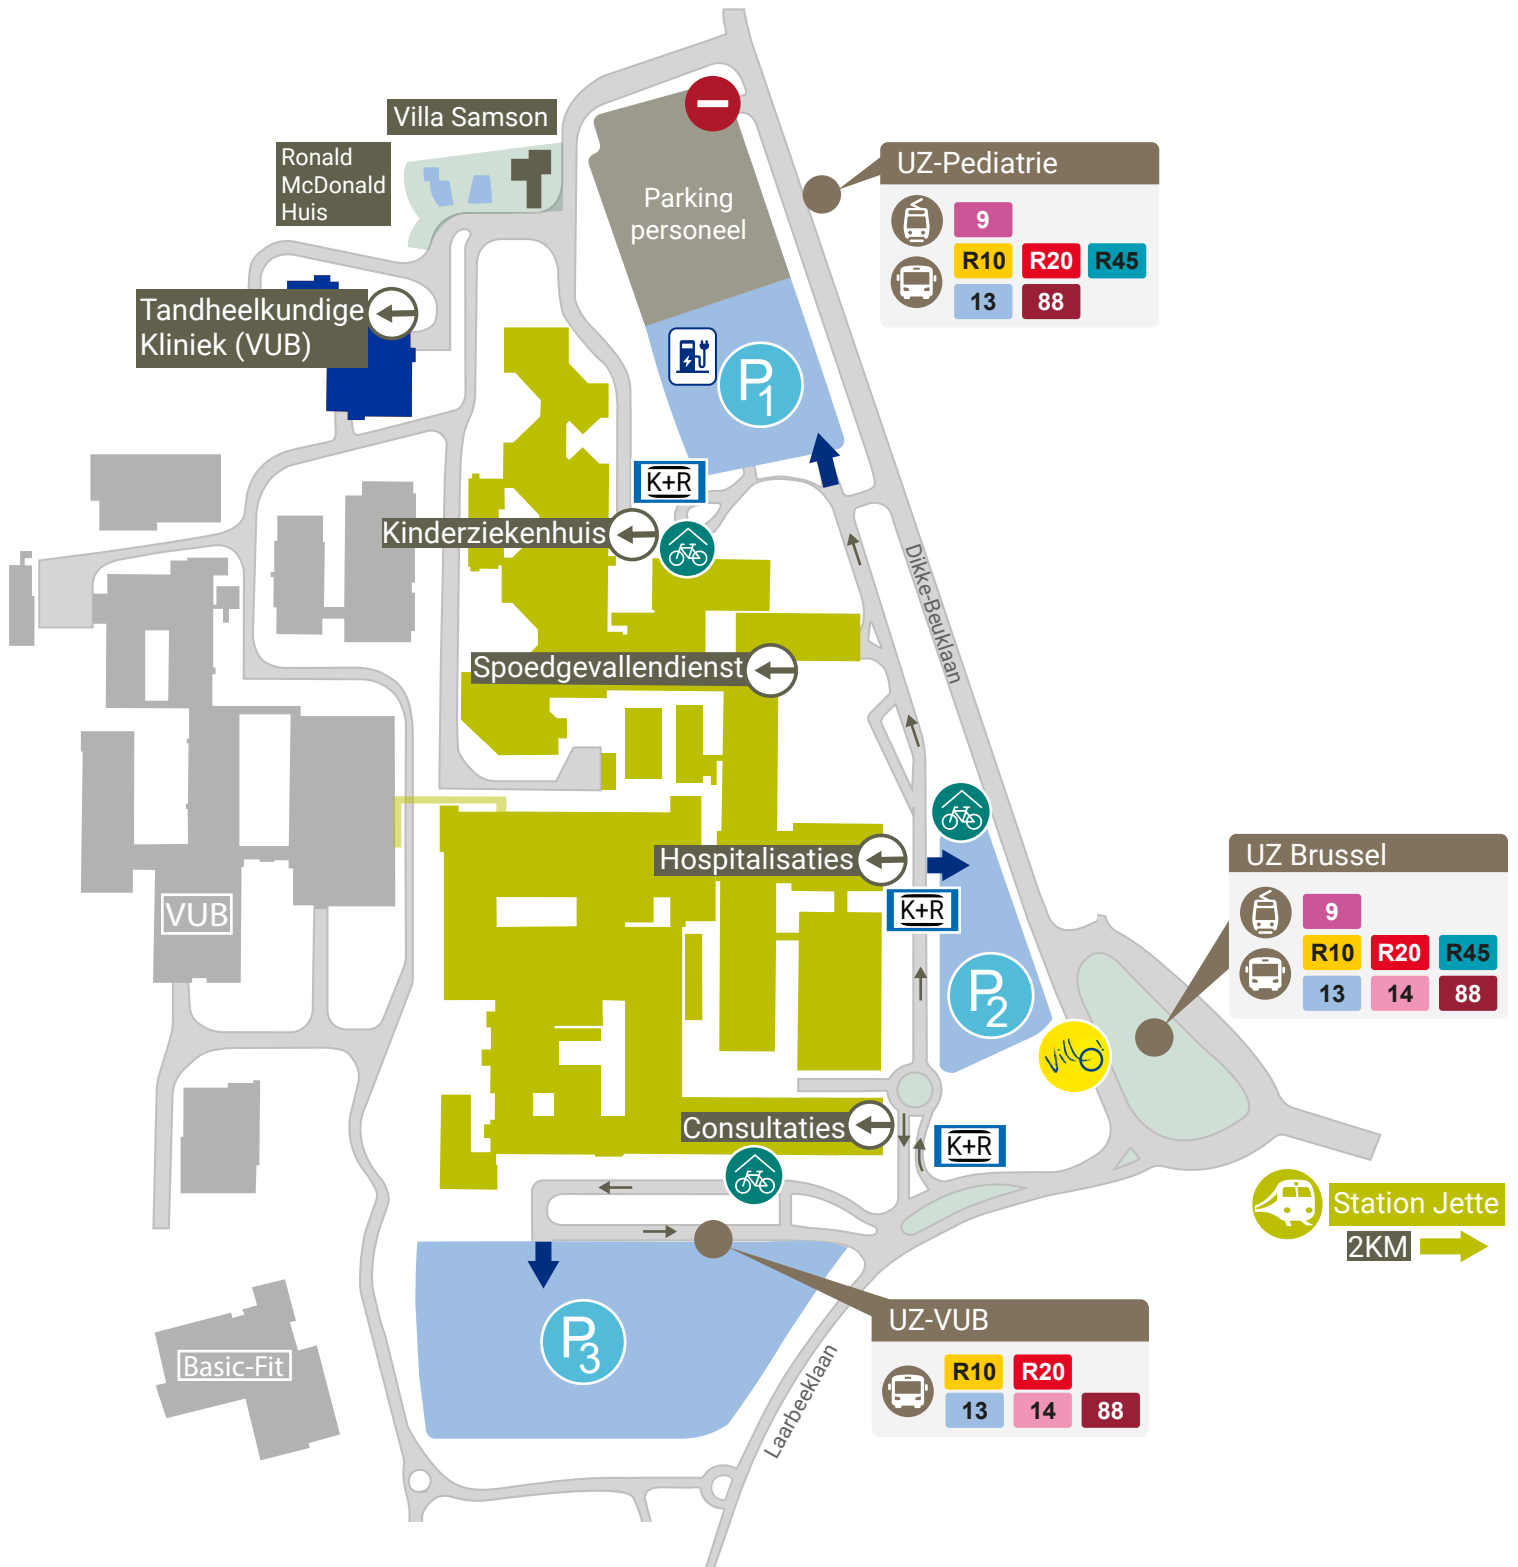 Villa Samson
Ronald
McDonald
Huis
Parking
personeel
UZ-Pediatrie
9
R10 R20 R45
13 88
Tandheelkundige
Kliniek (VUB)
P1
K+R
Kinderziekenhuis
Dikke-Beuklaan
Spoedgevallendienst
Hospitalisaties
K+R
UZ Brussel
9
R10 R20 R45
13 14 88
VUB
P2
Villo!
Consultaties
K+R
Station Jette
2KM
UZ-VUB
R10 R20
13 14 88
P3
Basic-Fit
Laarbeeklaan